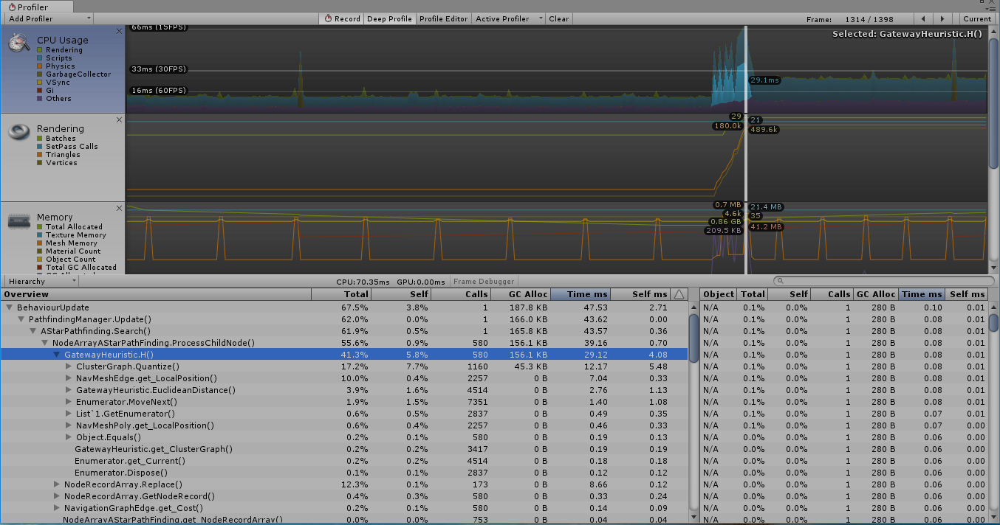 Profiler
Add Profiler Record Deep Profile Profile Editor Active Profiler Clear Frame: 1314 / 1398 Current
CPU Usage
Rendering
Scripts
Physics
GarbageCollector
VSync
Gi
Others
66ms (15FPS)
33ms (30FPS)
16ms (60FPS)
Selected: GatewayHeuristic.H()
29.1ms
Rendering
Batches
SetPass Calls
Triangles
Vertices
29 21
180.0k 489.6k
Memory
Total Allocated
Texture Memory
Mesh Memory
Material Count
Object Count
Total GC Allocated
0.7 MB 21.4 MB
4.6k 35
0.86 GB 41.2 MB
209.5 KB
Hierarchy CPU:70.35ms GPU:0.00ms Frame Debugger
Overview Total Self Calls GC Alloc Time ms Self ms Object Total Self Calls GC Alloc Time ms Self ms
BehaviourUpdate 67.5% 3.8% 1 187.8 KB 47.53 2.71 N/A 0.1% 0.0% 1 280 B 0.10 0.01
PathfindingManager.Update() 62.0% 0.0% 1 166.0 KB 43.62 0.00 N/A 0.1% 0.0% 1 280 B 0.08 0.01
AStarPathfinding.Search() 61.9% 0.5% 1 165.8 KB 43.57 0.36 N/A 0.1% 0.0% 1 280 B 0.08 0.01
NodeArrayAStarPathFinding.ProcessChildNode() 55.6% 0.9% 580 156.1 KB 39.16 0.70 N/A 0.1% 0.0% 1 280 B 0.08 0.01
GatewayHeuristic.H() 41.3% 5.8% 580 156.1 KB 29.12 4.08 N/A 0.1% 0.0% 1 280 B 0.08 0.01
ClusterGraph.Quantize() 17.2% 7.7% 1160 45.3 KB 12.17 5.48 N/A 0.1% 0.0% 1 280 B 0.08 0.01
NavMeshEdge.get_LocalPosition() 10.0% 0.4% 2257 0 B 7.04 0.33 N/A 0.1% 0.0% 1 280 B 0.08 0.01
GatewayHeuristic.EuclideanDistance() 3.9% 1.6% 4514 0 B 2.76 1.13 N/A 0.1% 0.0% 1 280 B 0.08 0.01
Enumerator.MoveNext() 1.9% 1.5% 7351 0 B 1.40 1.08 N/A 0.1% 0.0% 1 280 B 0.08 0.01
List`1.GetEnumerator() 0.6% 0.5% 2837 0 B 0.49 0.35 N/A 0.1% 0.0% 1 280 B 0.07 0.01
NavMeshPoly.get_LocalPosition() 0.6% 0.4% 2257 0 B 0.46 0.33 N/A 0.1% 0.0% 1 280 B 0.07 0.00
Object.Equals() 0.2% 0.1% 580 0 B 0.19 0.13 N/A 0.0% 0.0% 1 280 B 0.06 0.01
GatewayHeuristic.get_ClusterGraph() 0.2% 0.2% 3417 0 B 0.19 0.19 N/A 0.0% 0.0% 1 280 B 0.06 0.00
Enumerator.get_Current() 0.2% 0.2% 4514 0 B 0.18 0.18 N/A 0.0% 0.0% 1 280 B 0.06 0.00
Enumerator.Dispose() 0.1% 0.1% 2837 0 B 0.12 0.12 N/A 0.0% 0.0% 1 280 B 0.06 0.00
NodeRecordArray.Replace() 12.3% 0.1% 173 0 B 8.66 0.12 N/A 0.0% 0.0% 1 280 B 0.06 0.00
NodeRecordArray.GetNodeRecord() 0.4% 0.3% 580 0 B 0.33 0.24 N/A 0.0% 0.0% 1 280 B 0.06 0.00
NavigationGraphEdge.get_Cost() 0.2% 0.1% 580 0 B 0.14 0.09 N/A 0.0% 0.0% 1 280 B 0.06 0.00
NodeArrayAStarPathFinding.get_NodeRecordArray() 0.0% 0.0% 753 0 B 0.04 0.04 N/A 0.0% 0.0% 1 280 B 0.06 0.00